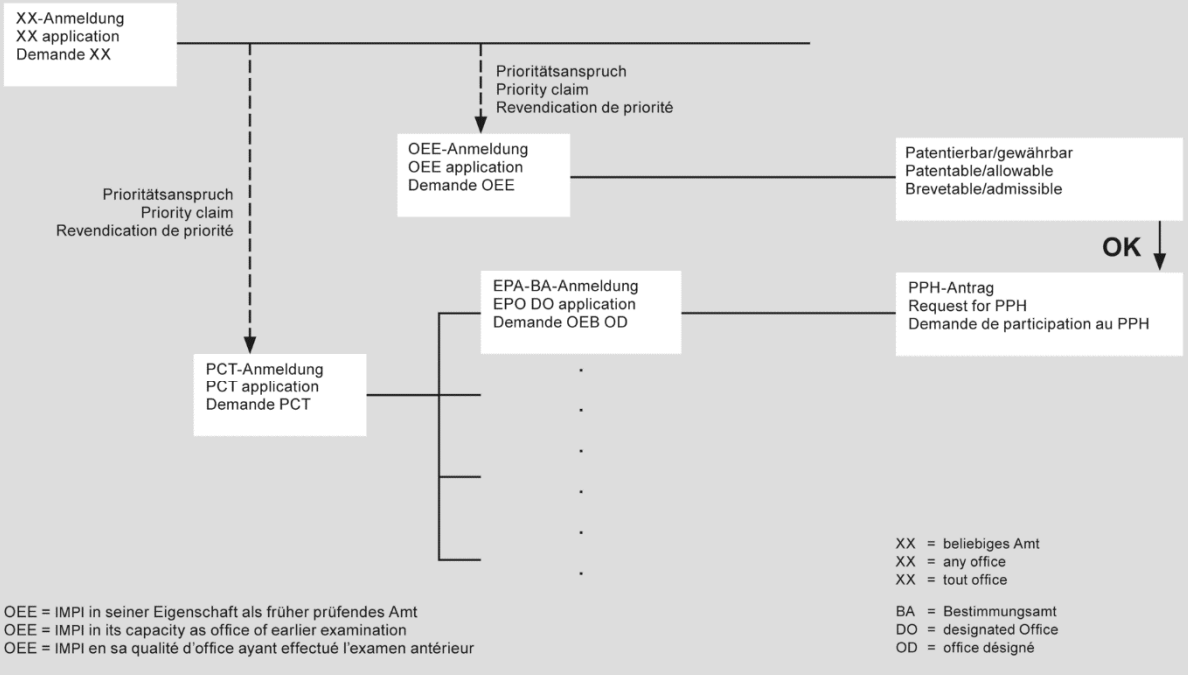 XX-Anmeldung
XX application
Demande XX
Prioritätsanspruch
Priority claim
Revendication de priorité
OEE-Anmeldung
OEE application
Demande OEE
Patentierbar/gewährbar
Patentable/allowable
Brevetable/admissible
Prioritätsanspruch
Priority claim
Revendication de priorité
OK
EPA-BA-Anmeldung
EPO DO application
Demande OEB OD
PPH-Antrag
Request for PPH
Demande de participation au PPH
PCT-Anmeldung
PCT application
Demande PCT
XX = beliebiges Amt
XX = any office
XX = tout office
BA = Bestimmungsamt
DO = designated Office
OD = office désigné
OEE = IMPI in seiner Eigenschaft als früher prüfendes Amt
OEE = IMPI in its capacity as office of earlier examination
OEE = IMPI en sa qualité d'office ayant effectué l'examen antérieur